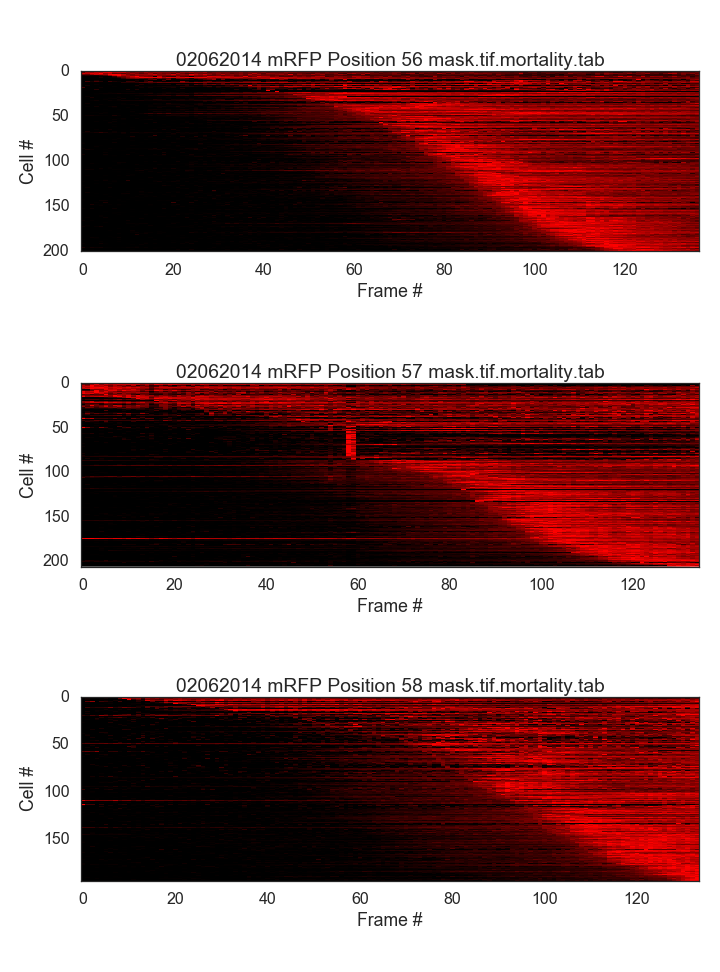 02062014 mRFP Position 56 mask.tif.mortality.tab
0
50
100
150
200
Cell #
0 20 40 60 80 100 120
Frame #
02062014 mRFP Position 57 mask.tif.mortality.tab
0
50
100
150
200
Cell #
0 20 40 60 80 100 120
Frame #
02062014 mRFP Position 58 mask.tif.mortality.tab
0
50
100
150
Cell #
0 20 40 60 80 100 120
Frame #